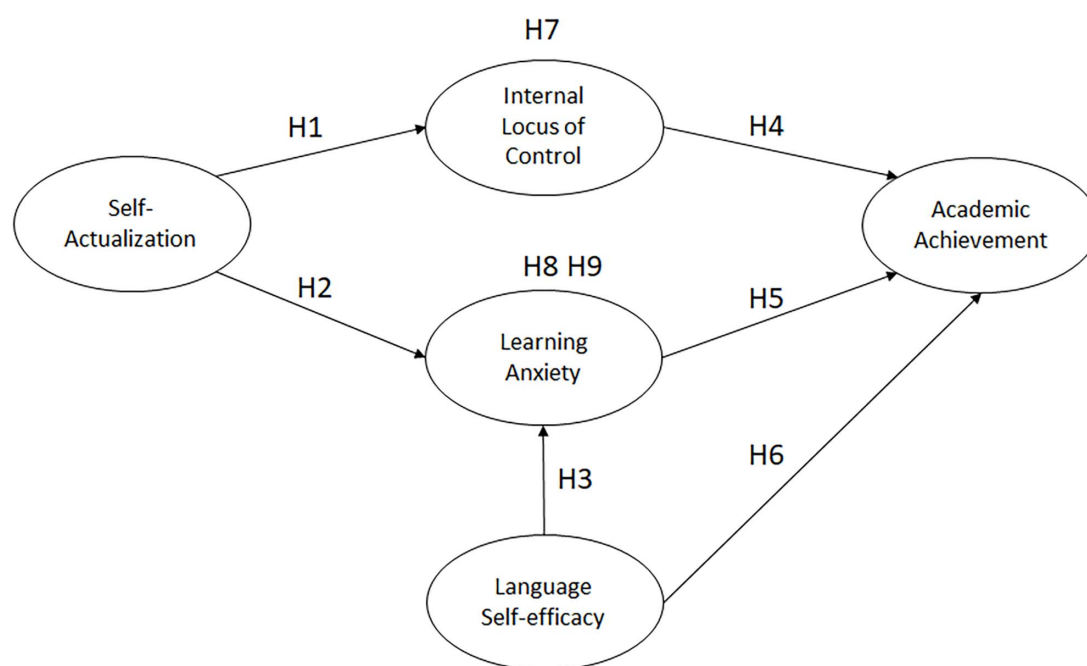 H7
Internal
Locus of
Control
H1
H4
Self-
Actualization
Academic
Achievement
H2
H8 H9
H5
Learning
Anxiety
H3
H6
Language
Self-efficacy